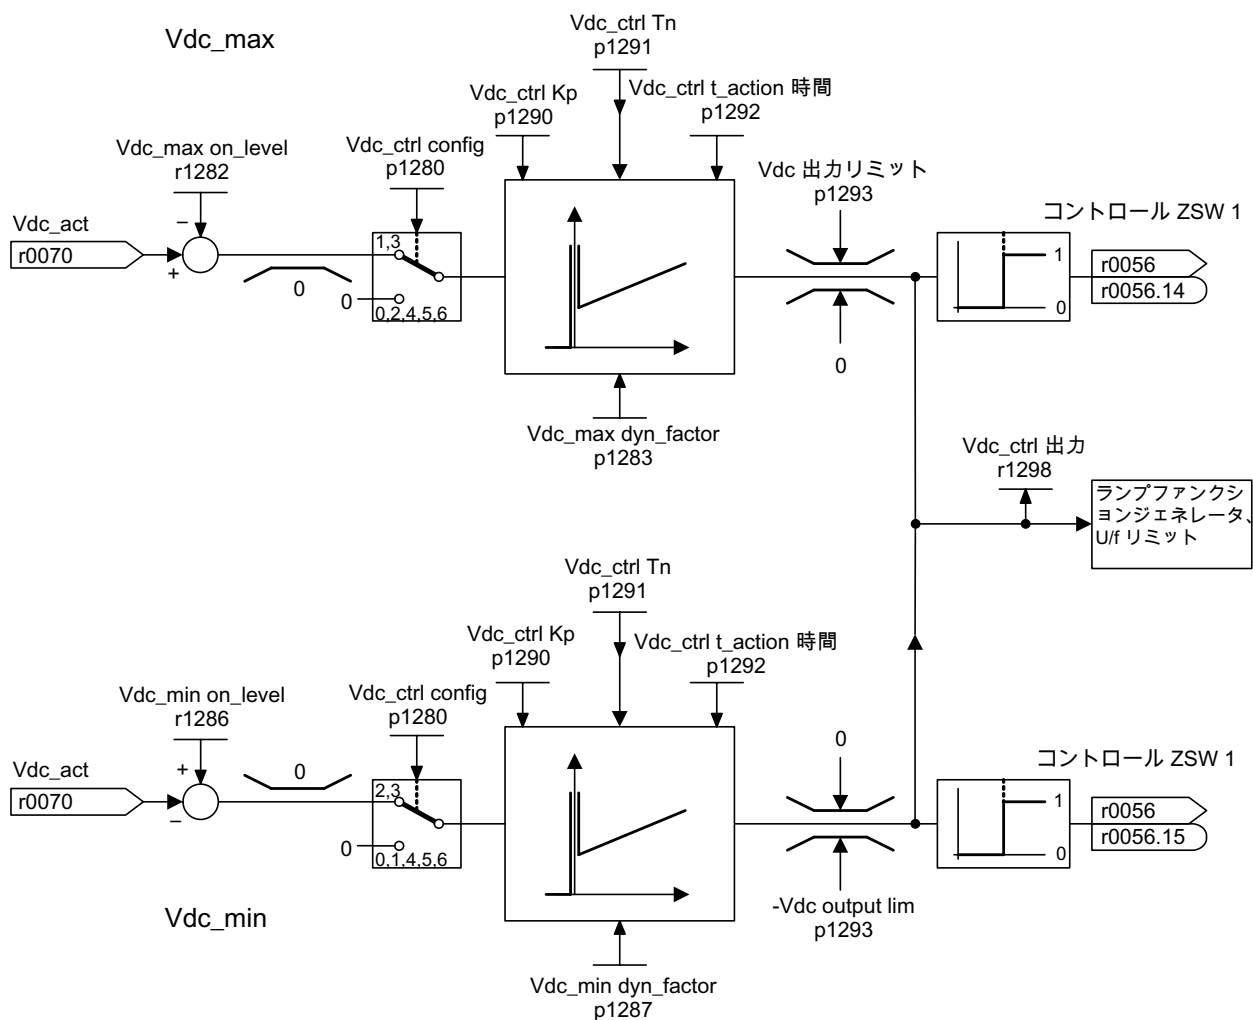 Vdc_max
Vdc_ctrl Tn
p1291
Vdc_ctrl Kp
p1290
Vdc_ctrl t_action 時間
p1292
Vdc_max on_level
r1282
Vdc_ctrl config
p1280
Vdc 出力リミット
p1293
コントロール ZSW 1
Vdc_act
r0070
–
+
0
1,3
0
0,2,4,5,6
1
0
r0056
r0056.14
0
Vdc_max dyn_factor
p1283
Vdc_ctrl 出力
r1298
ランプファンクシ
ョンジェネレータ、
U/f リミット
Vdc_ctrl Tn
p1291
Vdc_ctrl Kp
p1290
Vdc_ctrl t_action 時間
p1292
Vdc_min on_level
r1286
Vdc_ctrl config
p1280
0
コントロール ZSW 1
Vdc_act
r0070
+
–
0
2,3
0
0,1,4,5,6
1
0
r0056
r0056.15
-Vdc output lim
p1293
Vdc_min
Vdc_min dyn_factor
p1287